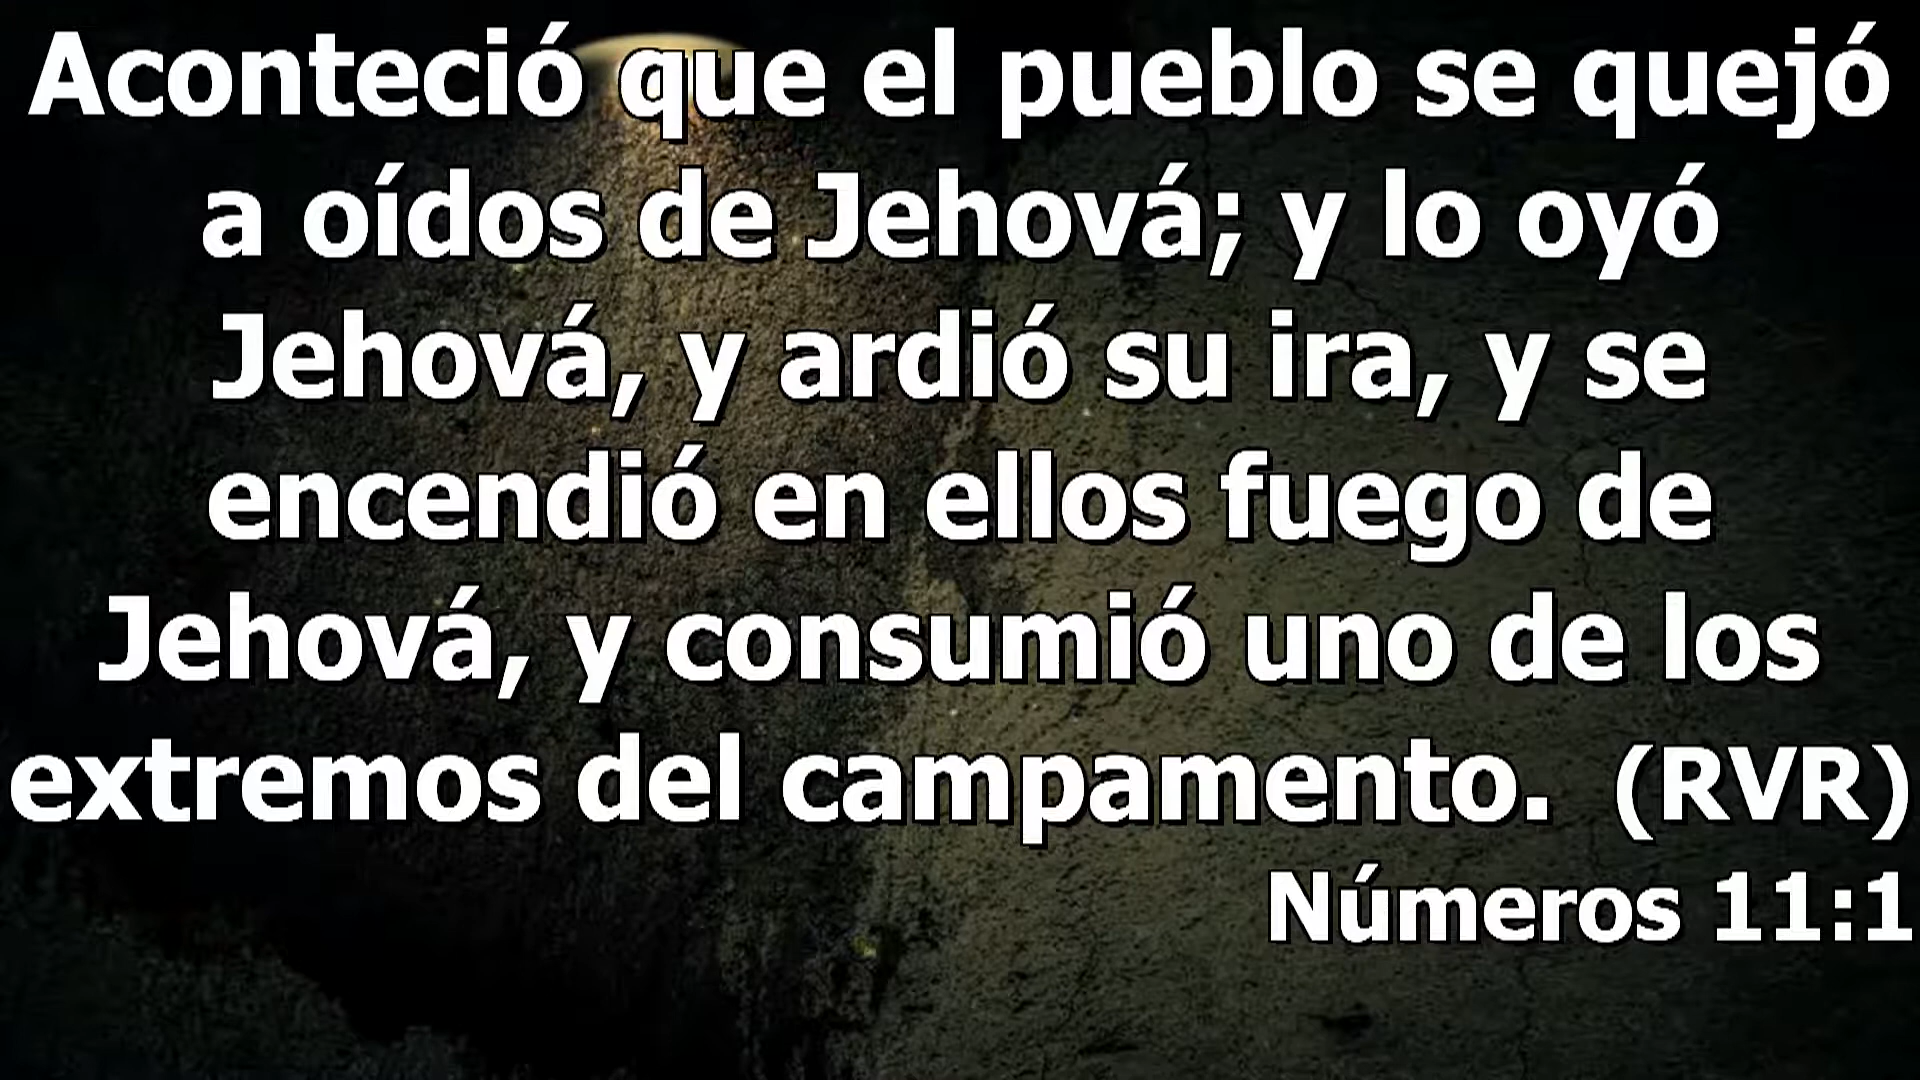 Aconteció que el pueblo se quejó
a oídos de Jehová; y lo oyó
Jehová, y ardió su ira, y se
encendió en ellos fuego de
Jehová, y consumió uno de los
extremos del campamento. (RVR)
Números 11:1